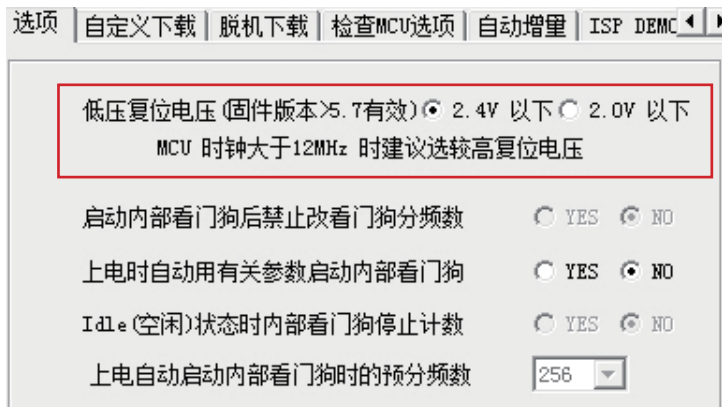 选项 自定义下载 脱机下载 检查MCU选项 自动增量 ISP DEMO
低压复位电压(固件版本>5.7有效) 2.4V 以下 2.0V 以下
MCU 时钟大于12MHz 时建议选较高复位电压
启动内部看门狗后禁止改看门狗分频数 YES NO
上电时自动用有关参数启动内部看门狗 YES NO
Idle(空闲)状态时内部看门狗停止计数 YES NO
上电自动启动内部看门狗时的预分频数 256